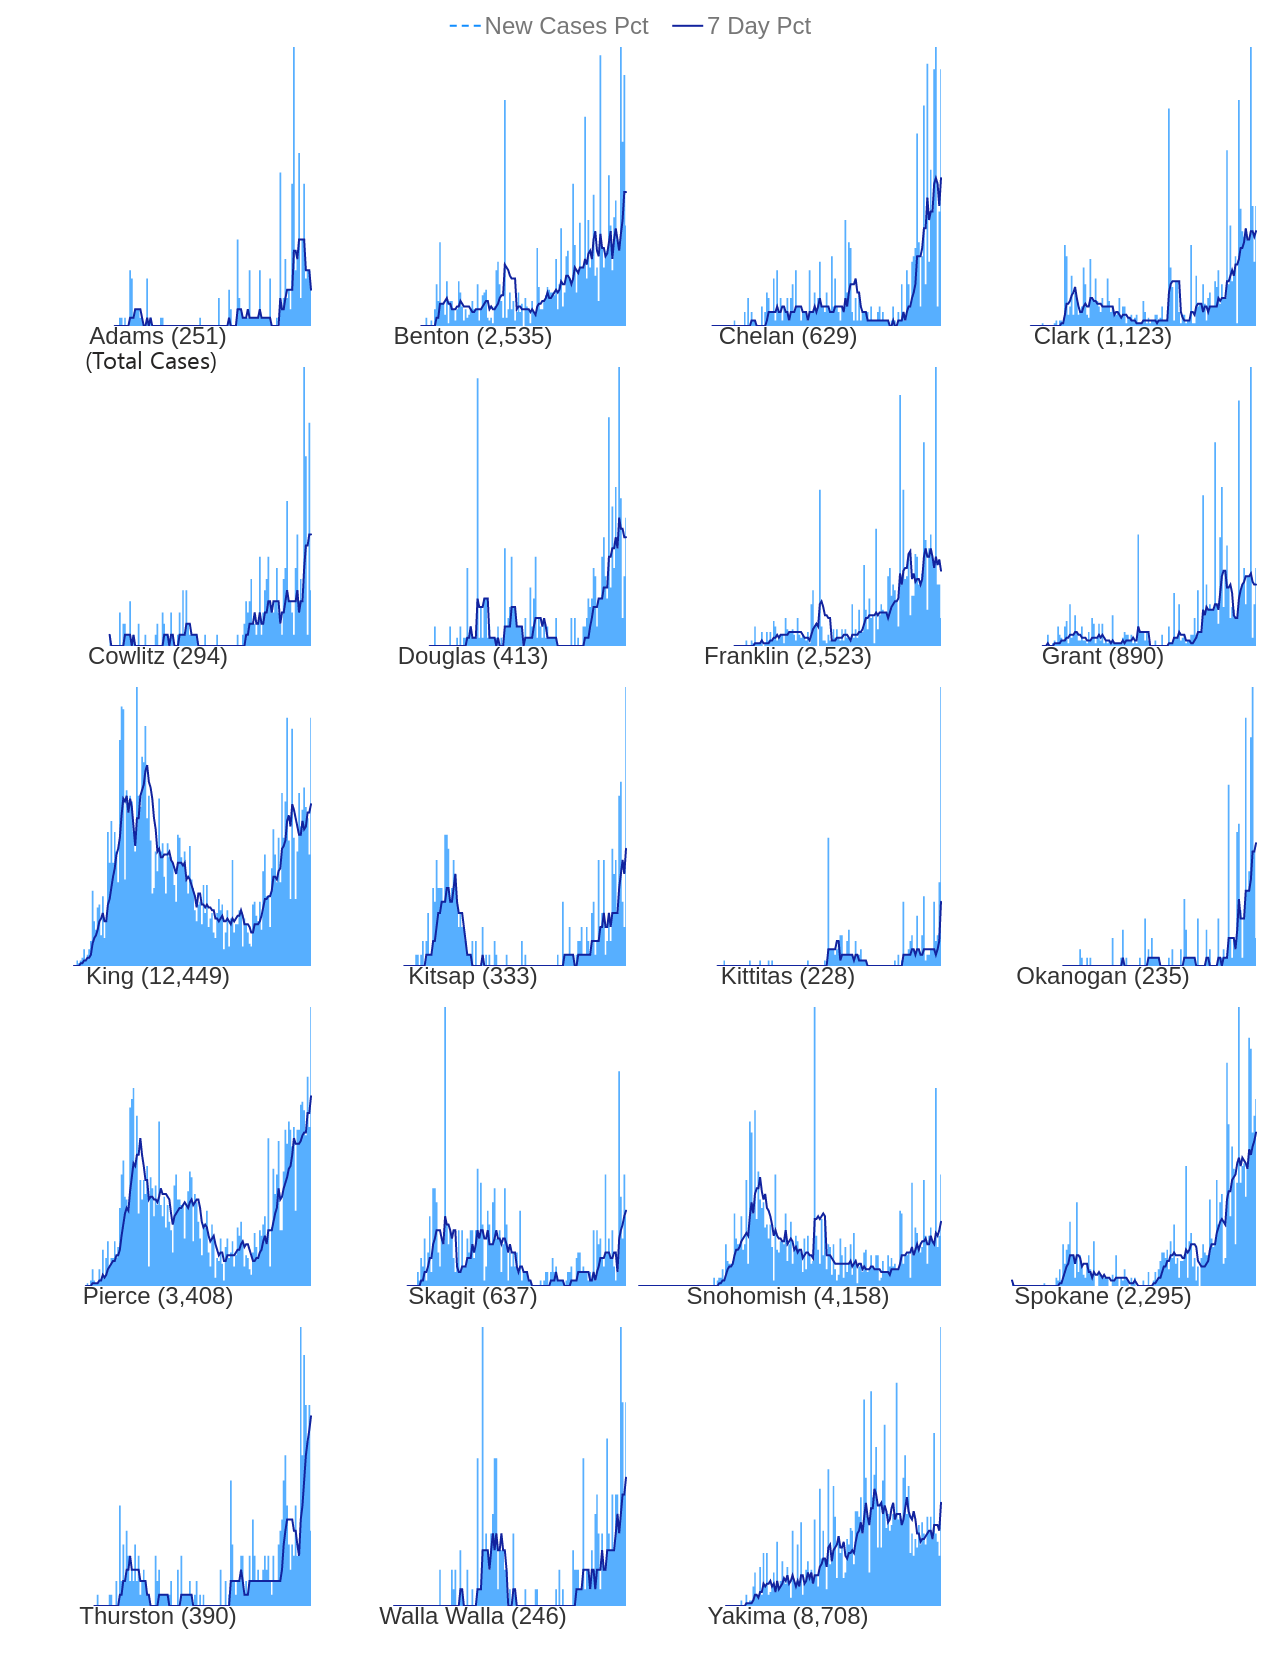 New Cases Pct 7 Day Pct
Adams (251) Benton (2,535) Chelan (629) Clark (1,123)
(Total Cases)
Cowlitz (294) Douglas (413) Franklin (2,523) Grant (890)
King (12,449) Kitsap (333) Kittitas (228) Okanogan (235)
Pierce (3,408) Skagit (637) Snohomish (4,158) Spokane (2,295)
Thurston (390) Walla Walla (246) Yakima (8,708)